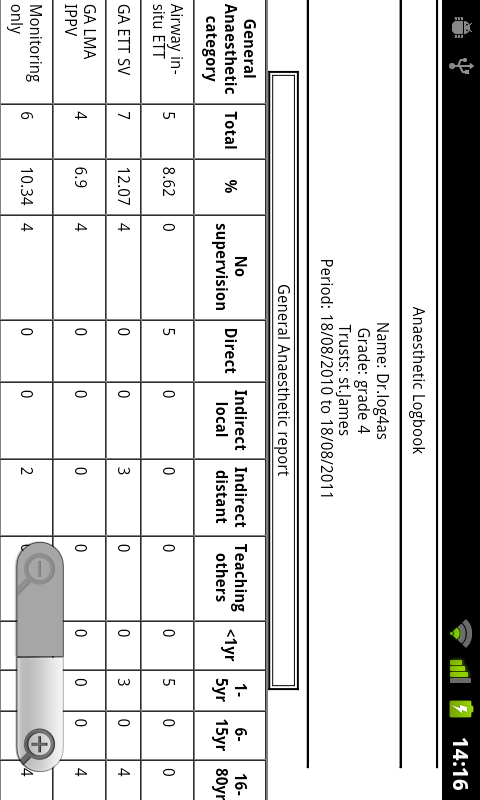 14:16
Anaesthetic Logbook
Name: Dr.log4as
Grade: grade 4
Trusts: st.James
Period: 18/08/2010 to 18/08/2011
General Anaesthetic report
General Anaesthetic category Total % No supervision Direct Indirect local Indirect distant Teaching others <1yr 1-5yr 6-15yr 16-80yr
Airway in-situ ETT 5 8.62 0 5 0 0 0 0 5 0 0
GA ETT SV 7 12.07 4 0 0 3 0 0 3 0 4
GA LMA IPPV 4 6.9 4 0 0 0 0 0 0 0 4
Monitoring only 6 10.34 4 0 0 2 4